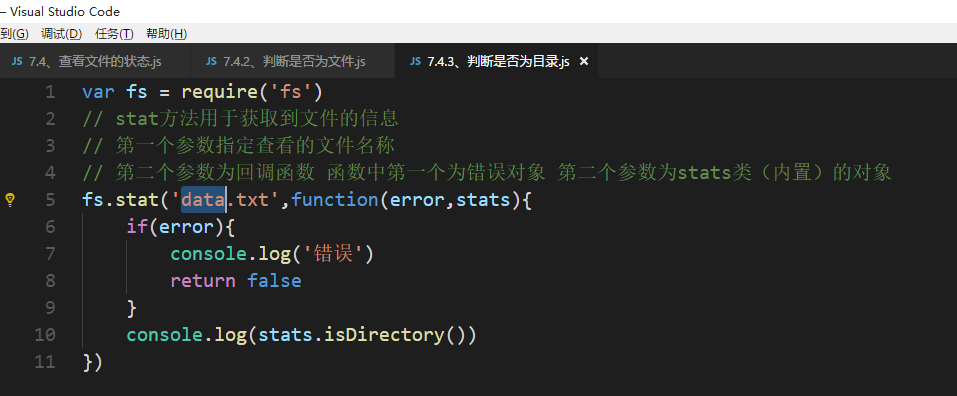 – Visual Studio Code
到(G) 调试(D) 任务(T) 帮助(H)
JS 7.4、查看文件的状态.js JS 7.4.2、判断是否为文件.js JS 7.4.3、判断是否为目录.js ×
1 var fs = require('fs')
2 // stat方法用于获取到文件的信息
3 // 第一个参数指定查看的文件名称
4 // 第二个参数为回调函数 函数中第一个为错误对象 第二个参数为stats类（内置）的对象
5 fs.stat('data.txt',function(error,stats){
6 if(error){
7 console.log('错误')
8 return false
9 }
10 console.log(stats.isDirectory())
11 })